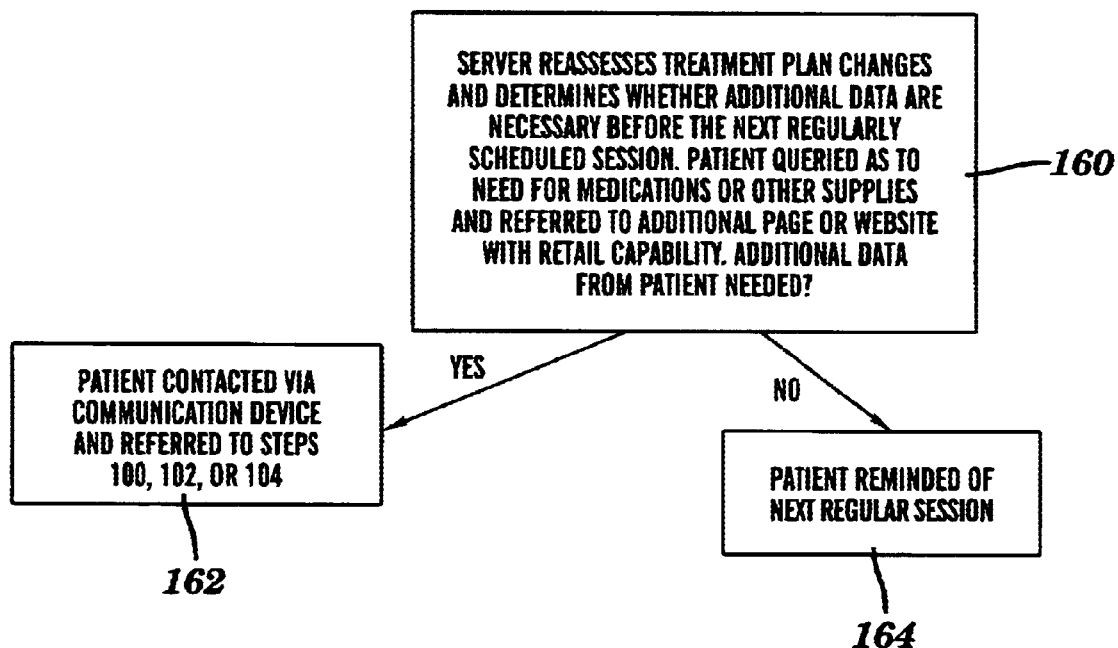 SERVER REASSESSES TREATMENT PLAN CHANGES
AND DETERMINES WHETHER ADDITIONAL DATA ARE
NECESSARY BEFORE THE NEXT REGULARLY
SCHEDULED SESSION. PATIENT QUERIED AS TO
NEED FOR MEDICATIONS OR OTHER SUPPLIES
AND REFERRED TO ADDITIONAL PAGE OR WEBSITE
WITH RETAIL CAPABILITY. ADDITIONAL DATA
FROM PATIENT NEEDED?
160
YES
NO
PATIENT CONTACTED VIA
COMMUNICATION DEVICE
AND REFERRED TO STEPS
100, 102, OR 104
162
PATIENT REMINDED OF
NEXT REGULAR SESSION
164